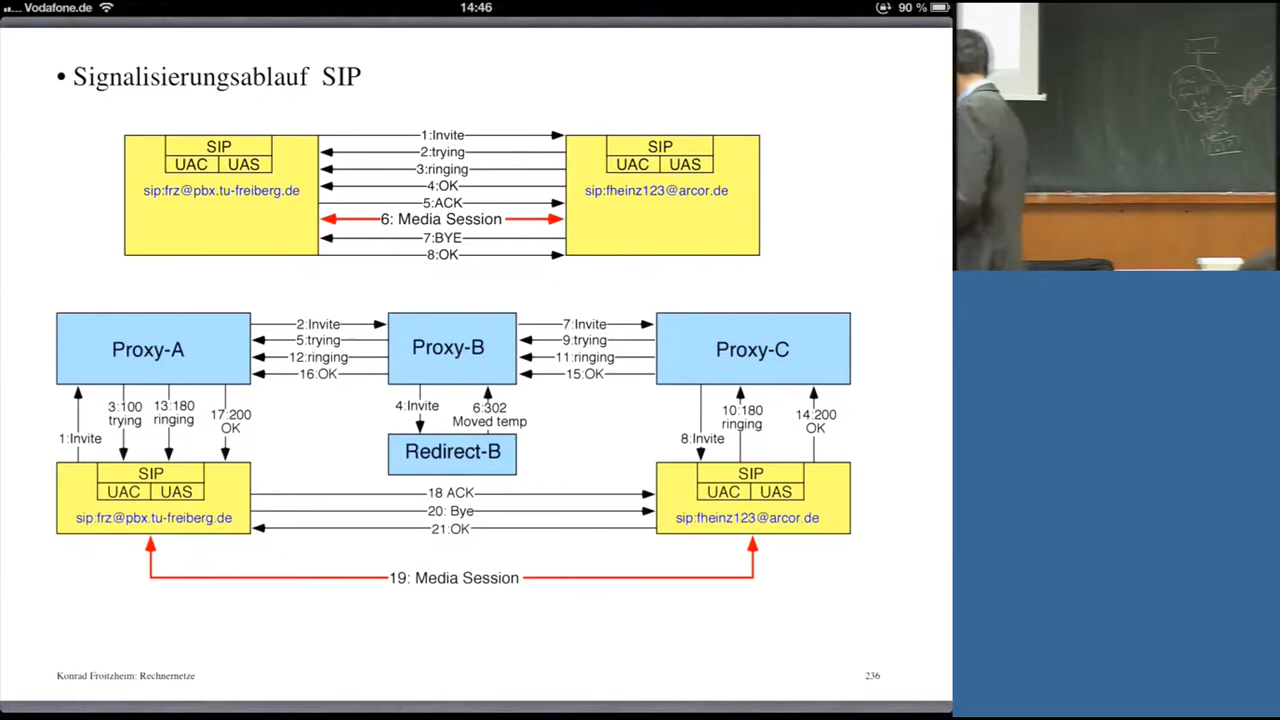 Vodafone.de 14:46 90 %
• Signalisierungsablauf SIP
SIP
UAC UAS
sip:frz@pbx.tu-freiberg.de
1:Invite
2:trying
3:ringing
4:OK
5:ACK
6: Media Session
7:BYE
8:OK
SIP
UAC UAS
sip:fheinz123@arcor.de
Proxy-A
2:Invite
5:trying
12:ringing
16:OK
Proxy-B
7:Invite
9:trying
11:ringing
15:OK
Proxy-C
1:Invite
3:100
trying
13:180
ringing
17:200
OK
4:Invite
6:302
Moved temp
Redirect-B
8:Invite
10:180
ringing
14:200
OK
SIP
UAC UAS
sip:frz@pbx.tu-freiberg.de
18 ACK
20: Bye
21:OK
SIP
UAC UAS
sip:fheinz123@arcor.de
19: Media Session
Konrad Froitzheim: Rechnernetze
236